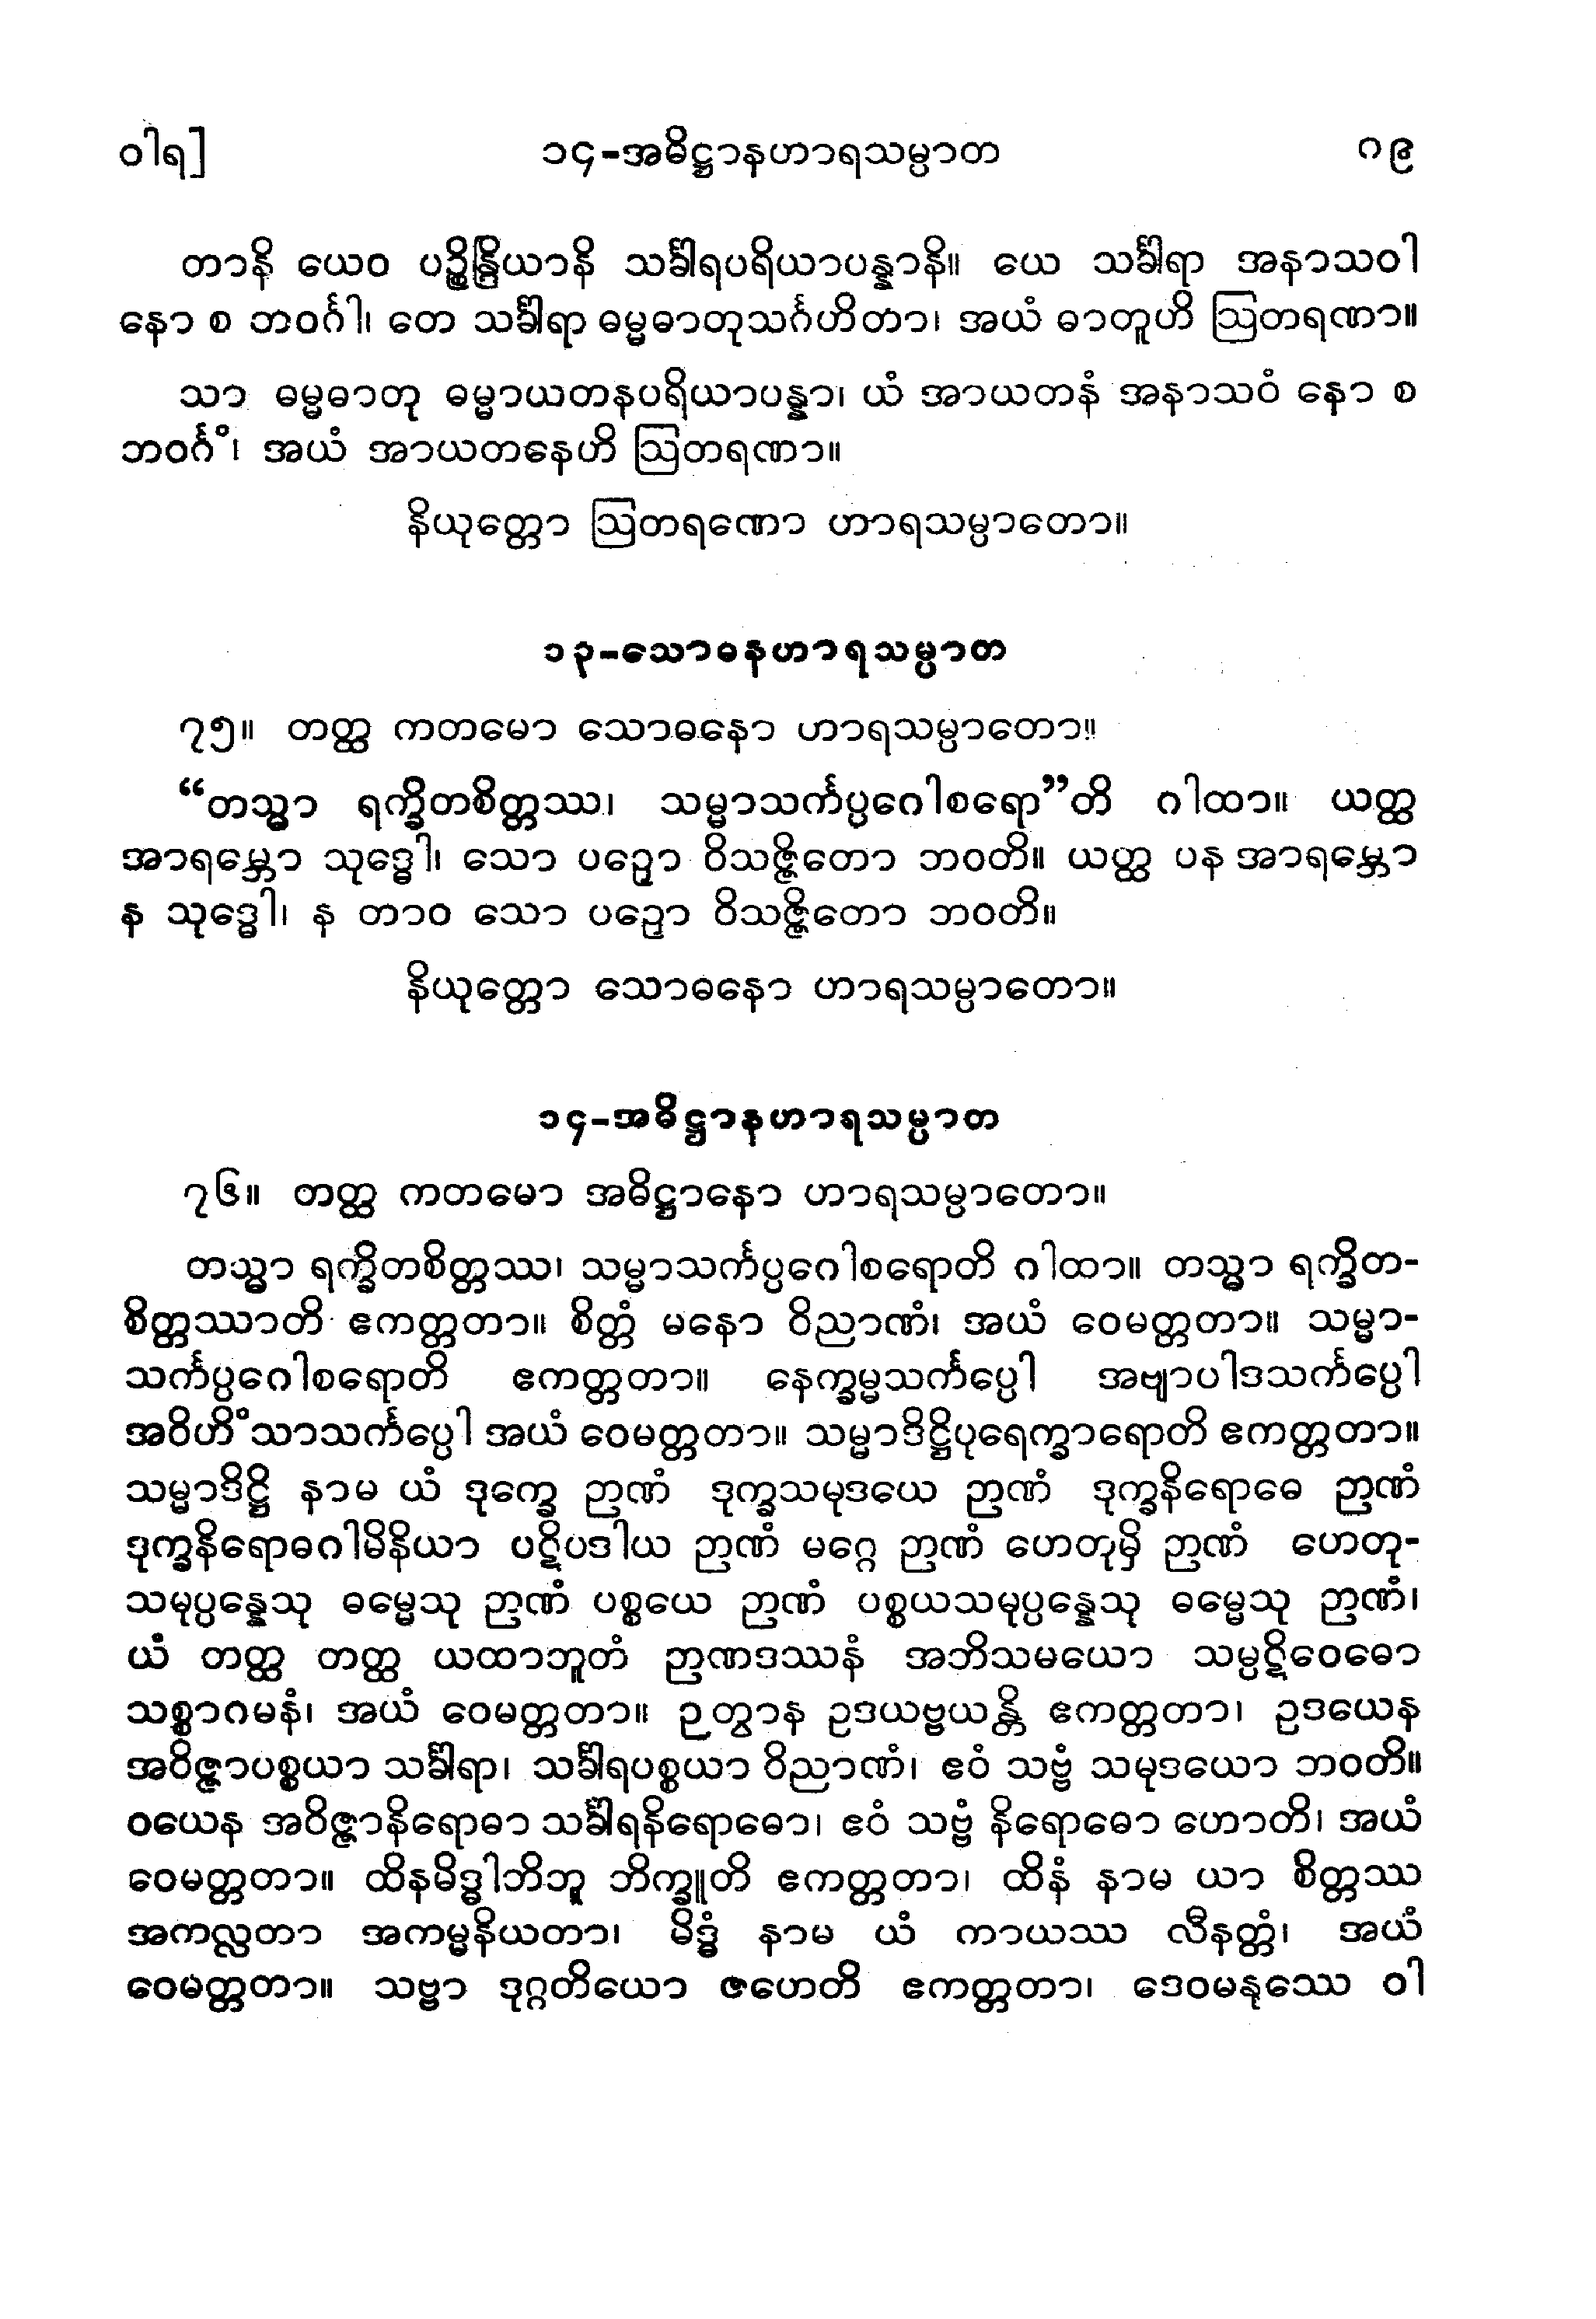 ဝါရ]	၁၄-အဓိဋ္ဌာနဟာရသမ္ပာတ	၈၉
တာနိ ယေဝ ပဉ္စိန္ဒြိယာနိ သင်္ခါရပရိယာပန္နာနိ။ ယေ သင်္ခါရာ အနာသဝါ
နော စ ဘဝင်္ဂါ၊ တေ သင်္ခါရာ ဓမ္မဓာတုသင်္ဂဟိတာ၊ အယံ ဓာတူဟိ ဩတရဏာ။
သာ ဓမ္မဓာတု ဓမ္မာယတနပရိယာပန္နာ၊ ယံ အာယတနံ အနာသဝံ နော စ
ဘဝင်္ဂံ၊ အယံ အာယတနေဟိ ဩတရဏာ။
နိယုတ္တော ဩတရဏော ဟာရသမ္ပာတော။
၁၃-သောဓနဟာရသမ္ပာတ
၇၅။ တတ္ထ ကတမော သောဓနော ဟာရသမ္ပာတော။
“တသ္မာ ရက္ခိတစိတ္တဿ၊ သမ္မာသင်္ကပ္ပဂေါစရော”တိ ဂါထာ။ ယတ္ထ
အာရမ္ဘော သုဒ္ဓေါ၊ သော ပဉှော ဝိသဇ္ဇိတော ဘဝတိ။ ယတ္ထ ပန အာရမ္ဘော
န သုဒ္ဓေါ၊ န တာဝ သော ပဉှော ဝိသဇ္ဇိတော ဘဝတိ။
နိယုတ္တော သောဓနော ဟာရသမ္ပာတော။
၁၄-အဓိဋ္ဌာနဟာရသမ္ပာတ
၇၆။ တတ္ထ ကတမော အဓိဋ္ဌာနော ဟာရသမ္ပာတော။
တသ္မာ ရက္ခိတစိတ္တဿ၊ သမ္မာသင်္ကပ္ပဂေါစရောတိ ဂါထာ။ တသ္မာ ရက္ခိတ-
စိတ္တဿာတိ ဧကတ္တတာ။ စိတ္တံ မနော ဝိညာဏံ၊ အယံ ဝေမတ္တတာ။ သမ္မာ-
သင်္ကပ္ပဂေါစရောတိ ဧကတ္တတာ။ နေက္ခမ္မသင်္ကပ္ပေါ အဗျာပါဒသင်္ကပ္ပေါ
အဝိဟိံသာသင်္ကပ္ပေါ အယံ ဝေမတ္တတာ။ သမ္မာဒိဋ္ဌိပုရေက္ခာရောတိ ဧကတ္တတာ။
သမ္မာဒိဋ္ဌိ နာမ ယံ ဒုက္ခေ ဉာဏံ ဒုက္ခသမုဒယေ ဉာဏံ ဒုက္ခနိရောဓေ ဉာဏံ
ဒုက္ခနိရောဓဂါမိနိယာ ပဋိပဒါယ ဉာဏံ မဂ္ဂေ ဉာဏံ ဟေတုမှိ ဉာဏံ ဟေတု-
သမုပ္ပန္နေသု ဓမ္မေသု ဉာဏံ ပစ္စယေ ဉာဏံ ပစ္စယသမုပ္ပန္နေသု ဓမ္မေသု ဉာဏံ၊
ယံ တတ္ထ တတ္ထ ယထာဘူတံ ဉာဏဒဿနံ အဘိသမယော သမ္ပဋိဝေဓော
သစ္စာဂမနံ၊ အယံ ဝေမတ္တတာ။ ဉတွာန ဥဒယဗ္ဗယန္တိ ဧကတ္တတာ၊ ဥဒယေန
အဝိဇ္ဇာပစ္စယာ သင်္ခါရာ၊ သင်္ခါရပစ္စယာ ဝိညာဏံ၊ ဧဝံ သဗ္ဗံ သမုဒယော ဘဝတိ။
ဝယေန အဝိဇ္ဇာနိရောဓာ သင်္ခါရနိရောဓော၊ ဧဝံ သဗ္ဗံ နိရောဓော ဟောတိ၊ အယံ
ဝေမတ္တတာ။ ထိနမိဒ္ဓါဘိဘူ ဘိက္ခူတိ ဧကတ္တတာ၊ ထိနံ နာမ ယာ စိတ္တဿ
အကလ္လတာ အကမ္မနိယတာ၊ မိဒ္ဓံ နာမ ယံ ကာယဿ လီနတ္တံ၊ အယံ
ဝေမတ္တတာ။ သဗ္ဗာ ဒုဂ္ဂတိယော ဇဟေတိ ဧကတ္တတာ၊ ဒေဝမနုဿေ ဝါ